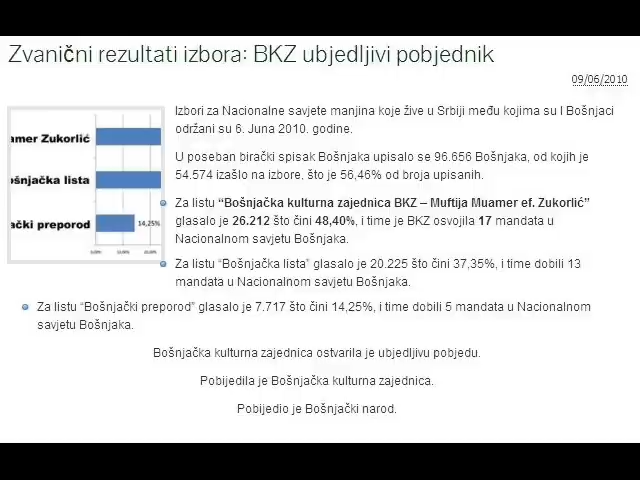 Zvanični rezultati izbora: BKZ ubjedljivi pobjednik
09/06/2010
Izbori za Nacionalne savjete manjina koje žive u Srbiji među kojima su I Bošnjaci
održani su 6. Juna 2010. godine.
amer Zukorlić
U poseban birački spisak Bošnjaka upisalo se 96.656 Bošnjaka, od kojih je
54.574 izašlo na izbore, što je 56,46% od broja upisanih.
ošnjačka lista
Za listu “Bošnjačka kulturna zajednica BKZ – Muftija Muamer ef. Zukorlić”
glasalo je 26.212 što čini 48,40%, i time je BKZ osvojila 17 mandata u
Nacionalnom savjetu Bošnjaka.
ački preporod
14,25%
Za listu “Bošnjačka lista” glasalo je 20.225 što čini 37,35%, i time dobili 13
mandata u Nacionalnom savjetu Bošnjaka.
Za listu “Bošnjački preporod” glasalo je 7.717 što čini 14,25%, i time dobili 5 mandata u Nacionalnom
savjetu Bošnjaka.
Bošnjačka kulturna zajednica ostvarila je ubjedljivu pobjedu.
Pobijedila je Bošnjačka kulturna zajednica.
Pobijedio je Bošnjački narod.